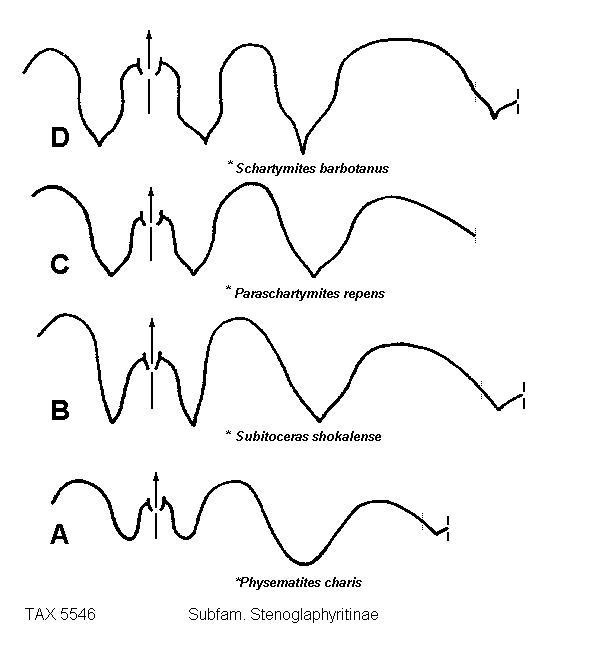 D
* Schartymites barbotanus
C
* Paraschartymites repens
B
* Subitoceras shokalense
A
*Physematites charis
TAX 5546 Subfam. Stenoglaphyritinae